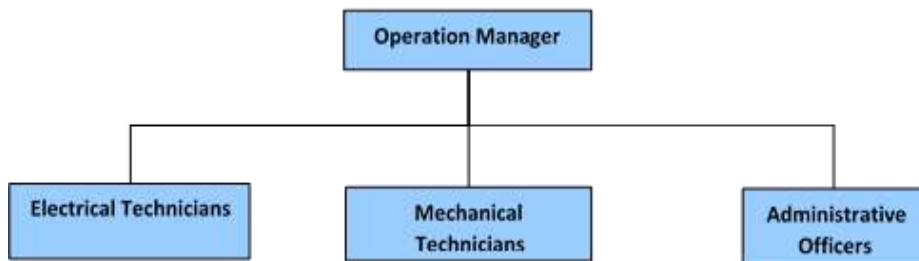 Operation Manager
Electrical Technicians
Mechanical
Technicians
Administrative
Officers